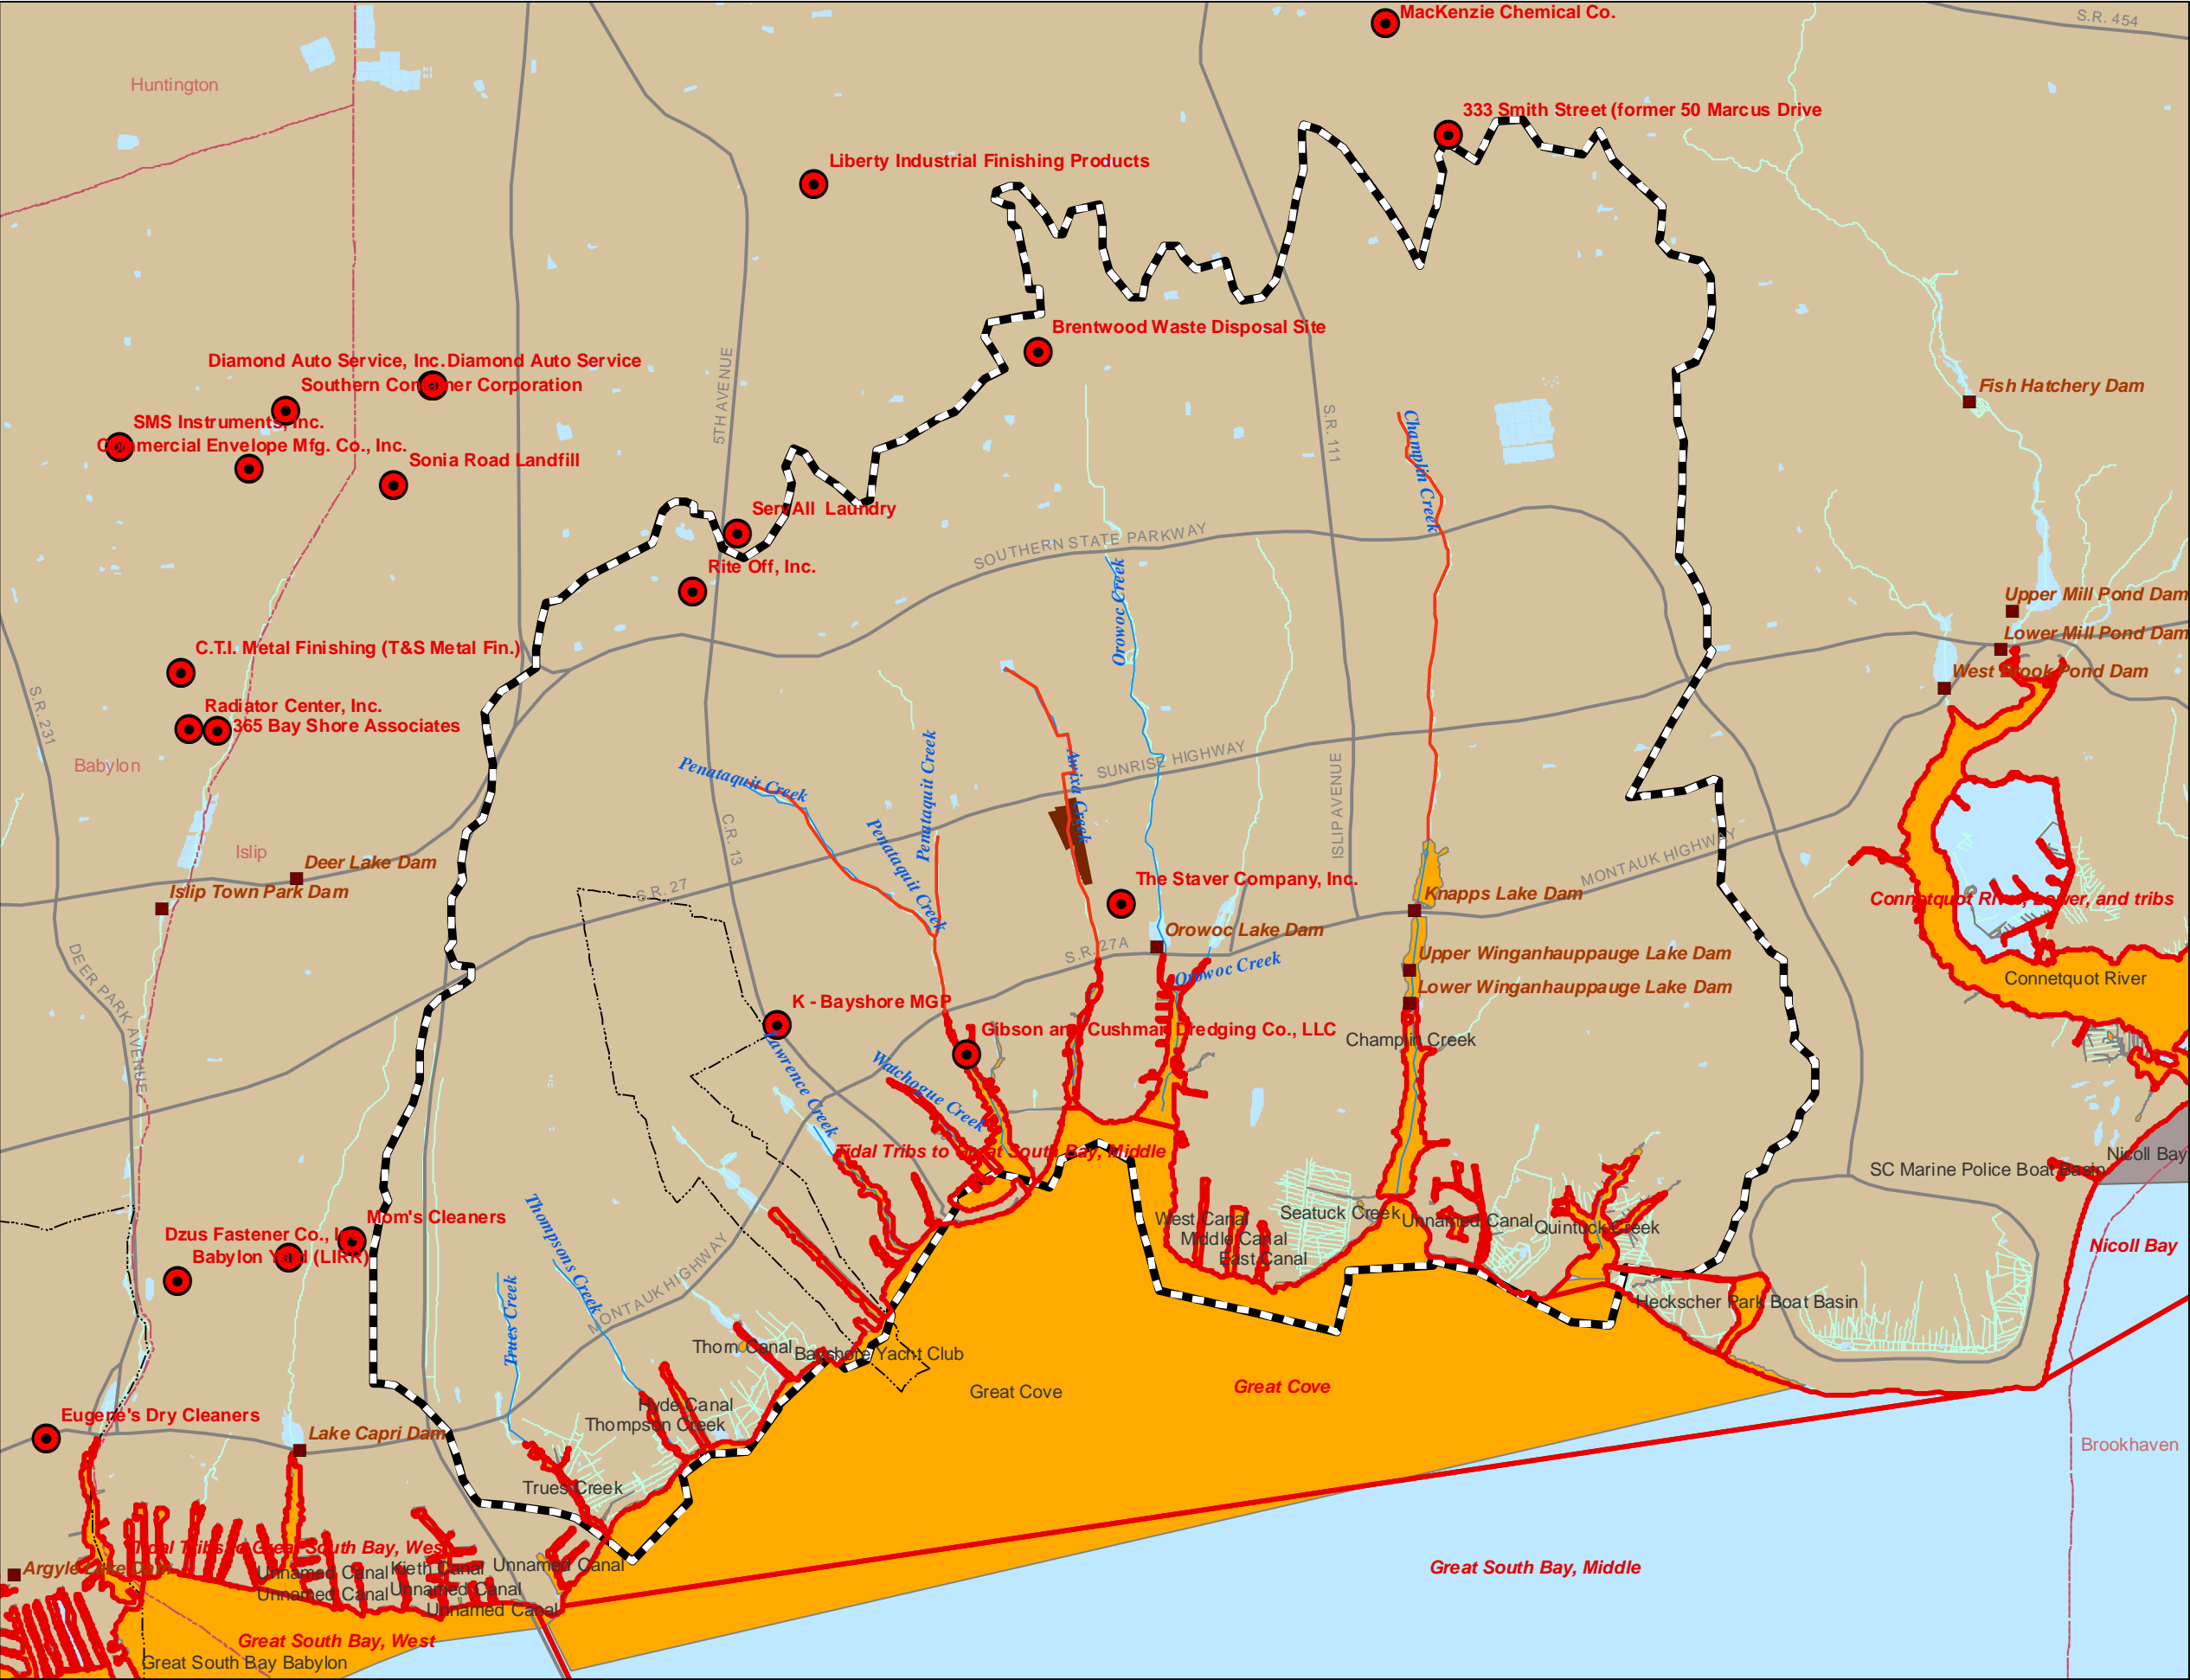 MacKenzie Chemical Co.
S.R. 454
Huntington
333 Smith Street (former 50 Marcus Drive
Liberty Industrial Finishing Products
Brentwood Waste Disposal Site
Diamond Auto Service, Inc.
Diamond Auto Service
5TH AVENUE
Fish Hatchery Dam
S.R. 111
SMS Instruments, Inc.
Champlin Creek
Sonia Road Landfill
SOUTHERN STATE PARKWAY
Rite Off, Inc.
Orowoc Creek
Upper Mill Pond Dam
Lower Mill Pond Dam
C.T.I. Metal Finishing (T&S Metal Fin.)
West Brook Pond Dam
S.R. 231
Radiator Center, Inc.
365 Bay Shore Associates
Babylon
Penataquit Creek
Penataquit Creek
Penataquit Creek
Awixa Creek
SUNRISE HIGHWAY
ISLIP AVENUE
C.R. 13
MONTAUK HIGHWAY
Islip
Deer Lake Dam
Islip Town Park Dam
S.R. 27
The Staver Company, Inc.
Knapps Lake Dam
Connetquot River, Lower, and tribs
Orowoc Lake Dam
S.R. 27A
Upper Winganhauppauge Lake Dam
Orowoc Creek
Connetquot River
Lower Winganhauppauge Lake Dam
DEER PARK AVENUE
K - Bayshore MGP
Gibson and Cushman Dredging Co., LLC
Champlin Creek
Lawrence Creek
Watchogue Creek
Tidal Tribs to Great South Bay, Middle
Nicoll Bay
SC Marine Police Boat Basin
Mom's Cleaners
Dzus Fastener Co.,
Babylon Yard (LIRR)
Thompsons Creek
West Canal
Seatuck Creek
Unnamed Canal
Quintuck Creek
Middle Canal
East Canal
Nicoll Bay
MONTAUK HIGHWAY
Trues Creek
Heckscher Park Boat Basin
Thorn Canal
Bayshore Yacht Club
Great Cove
Great Cove
Hyde Canal
Thompson Creek
Eugene's Dry Cleaners
Lake Capri Dam
Brookhaven
Trues Creek
Tidal Tribs to Great South Bay, West
Argyle Lake Dam
Unnamed Canal
Kieth Canal
Unnamed Canal
Great South Bay, Middle
Unnamed Canal
Unnamed Canal
Unnamed Canal
Great South Bay, West
Great South Bay Babylon